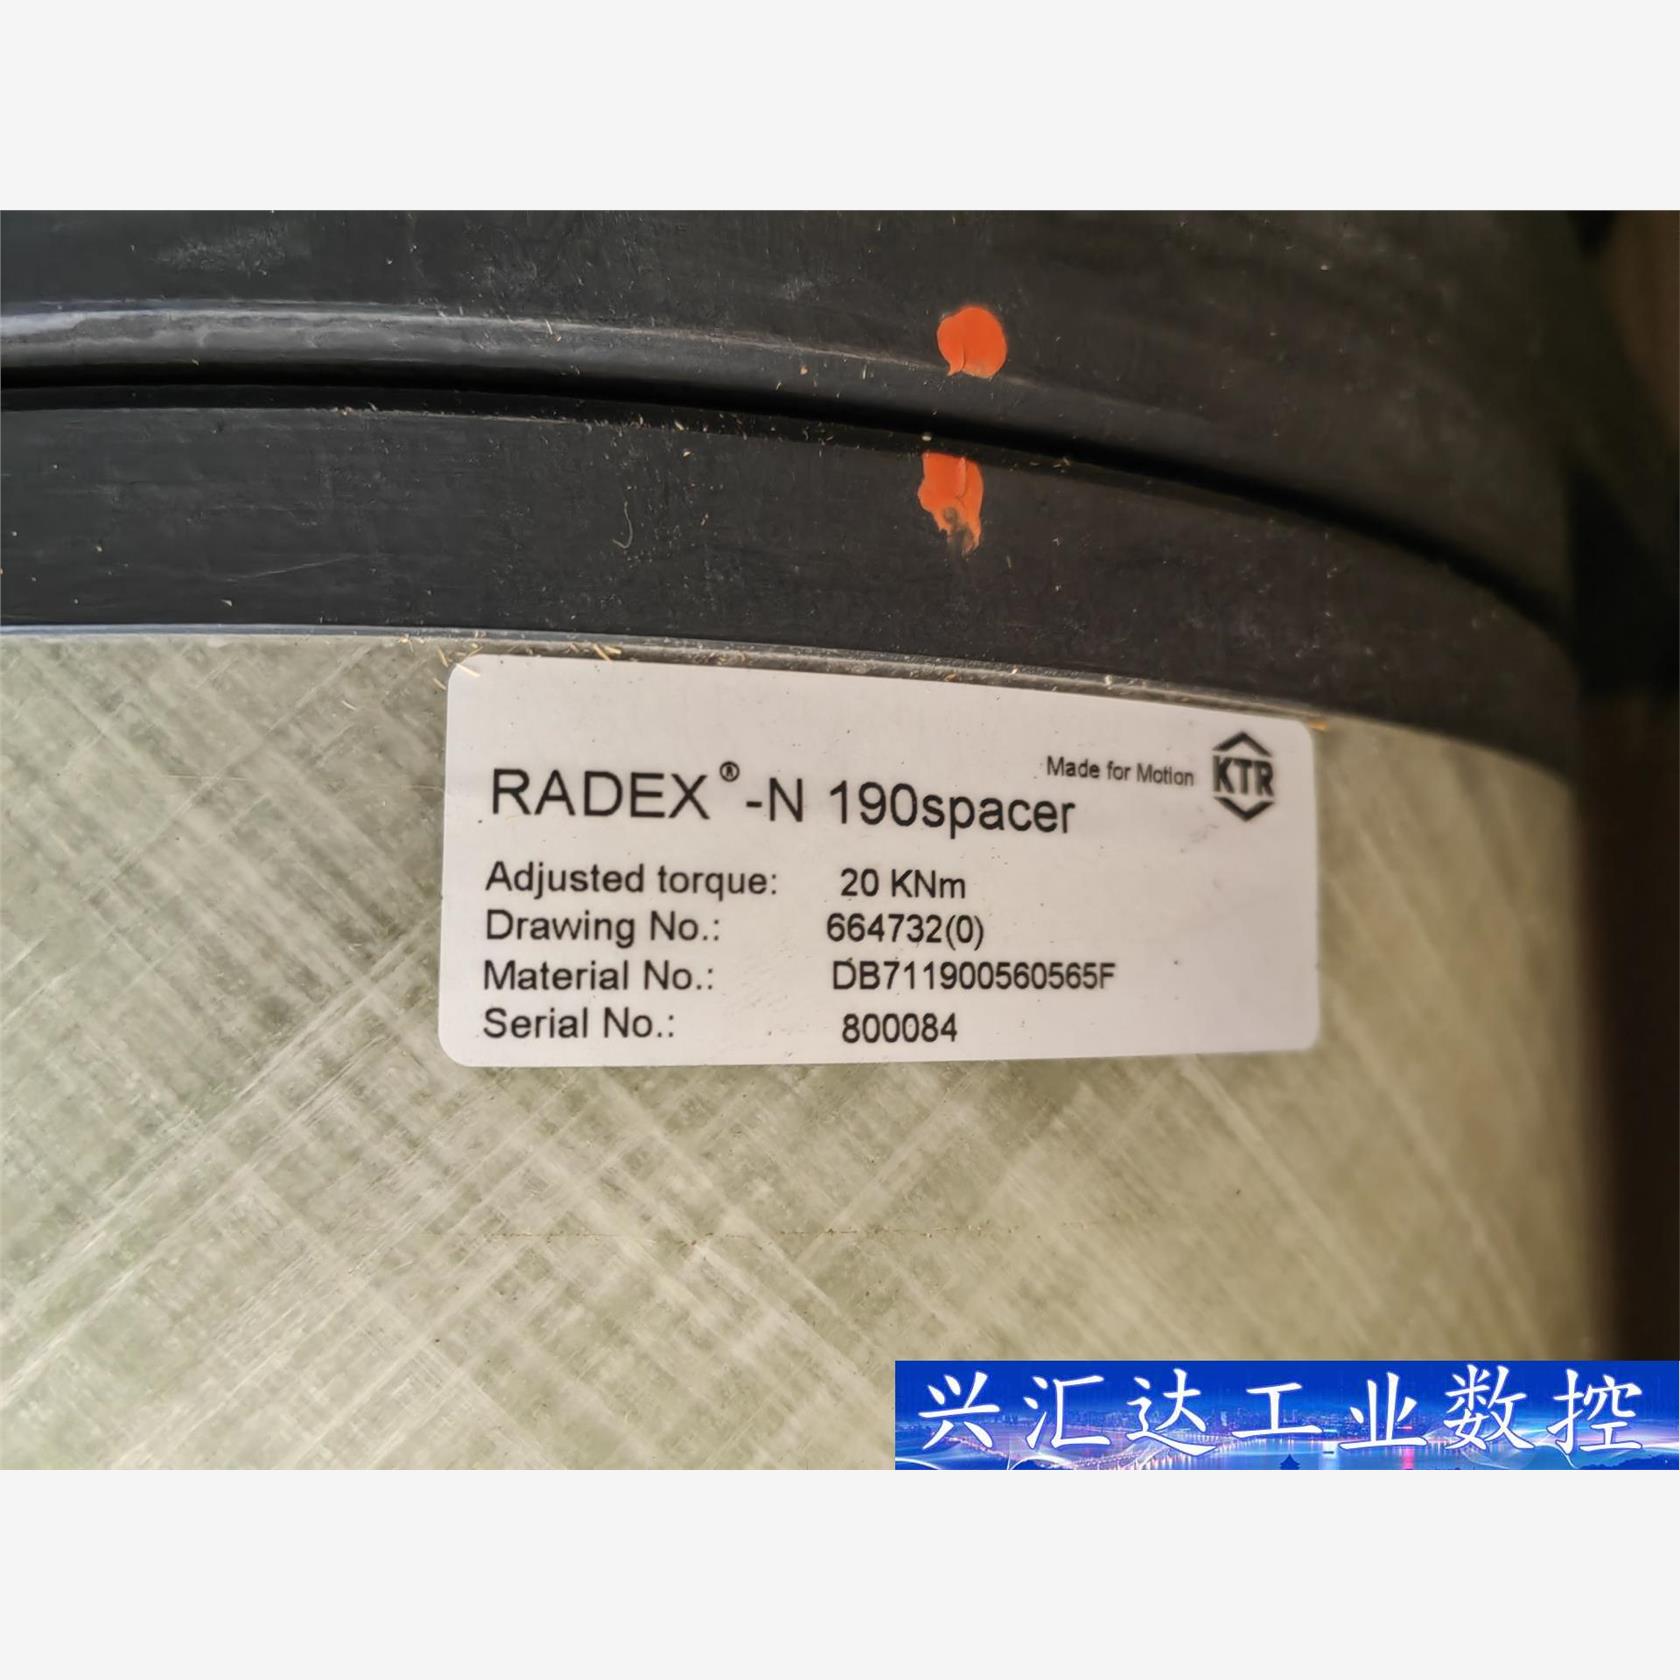 Made for Motion KTR
RADEX®-N 190spacer
Adjusted torque: 20 KNm
Drawing No.: 664732(0)
Material No.: DB711900560565F
Serial No.: 800084
兴汇达工业数控